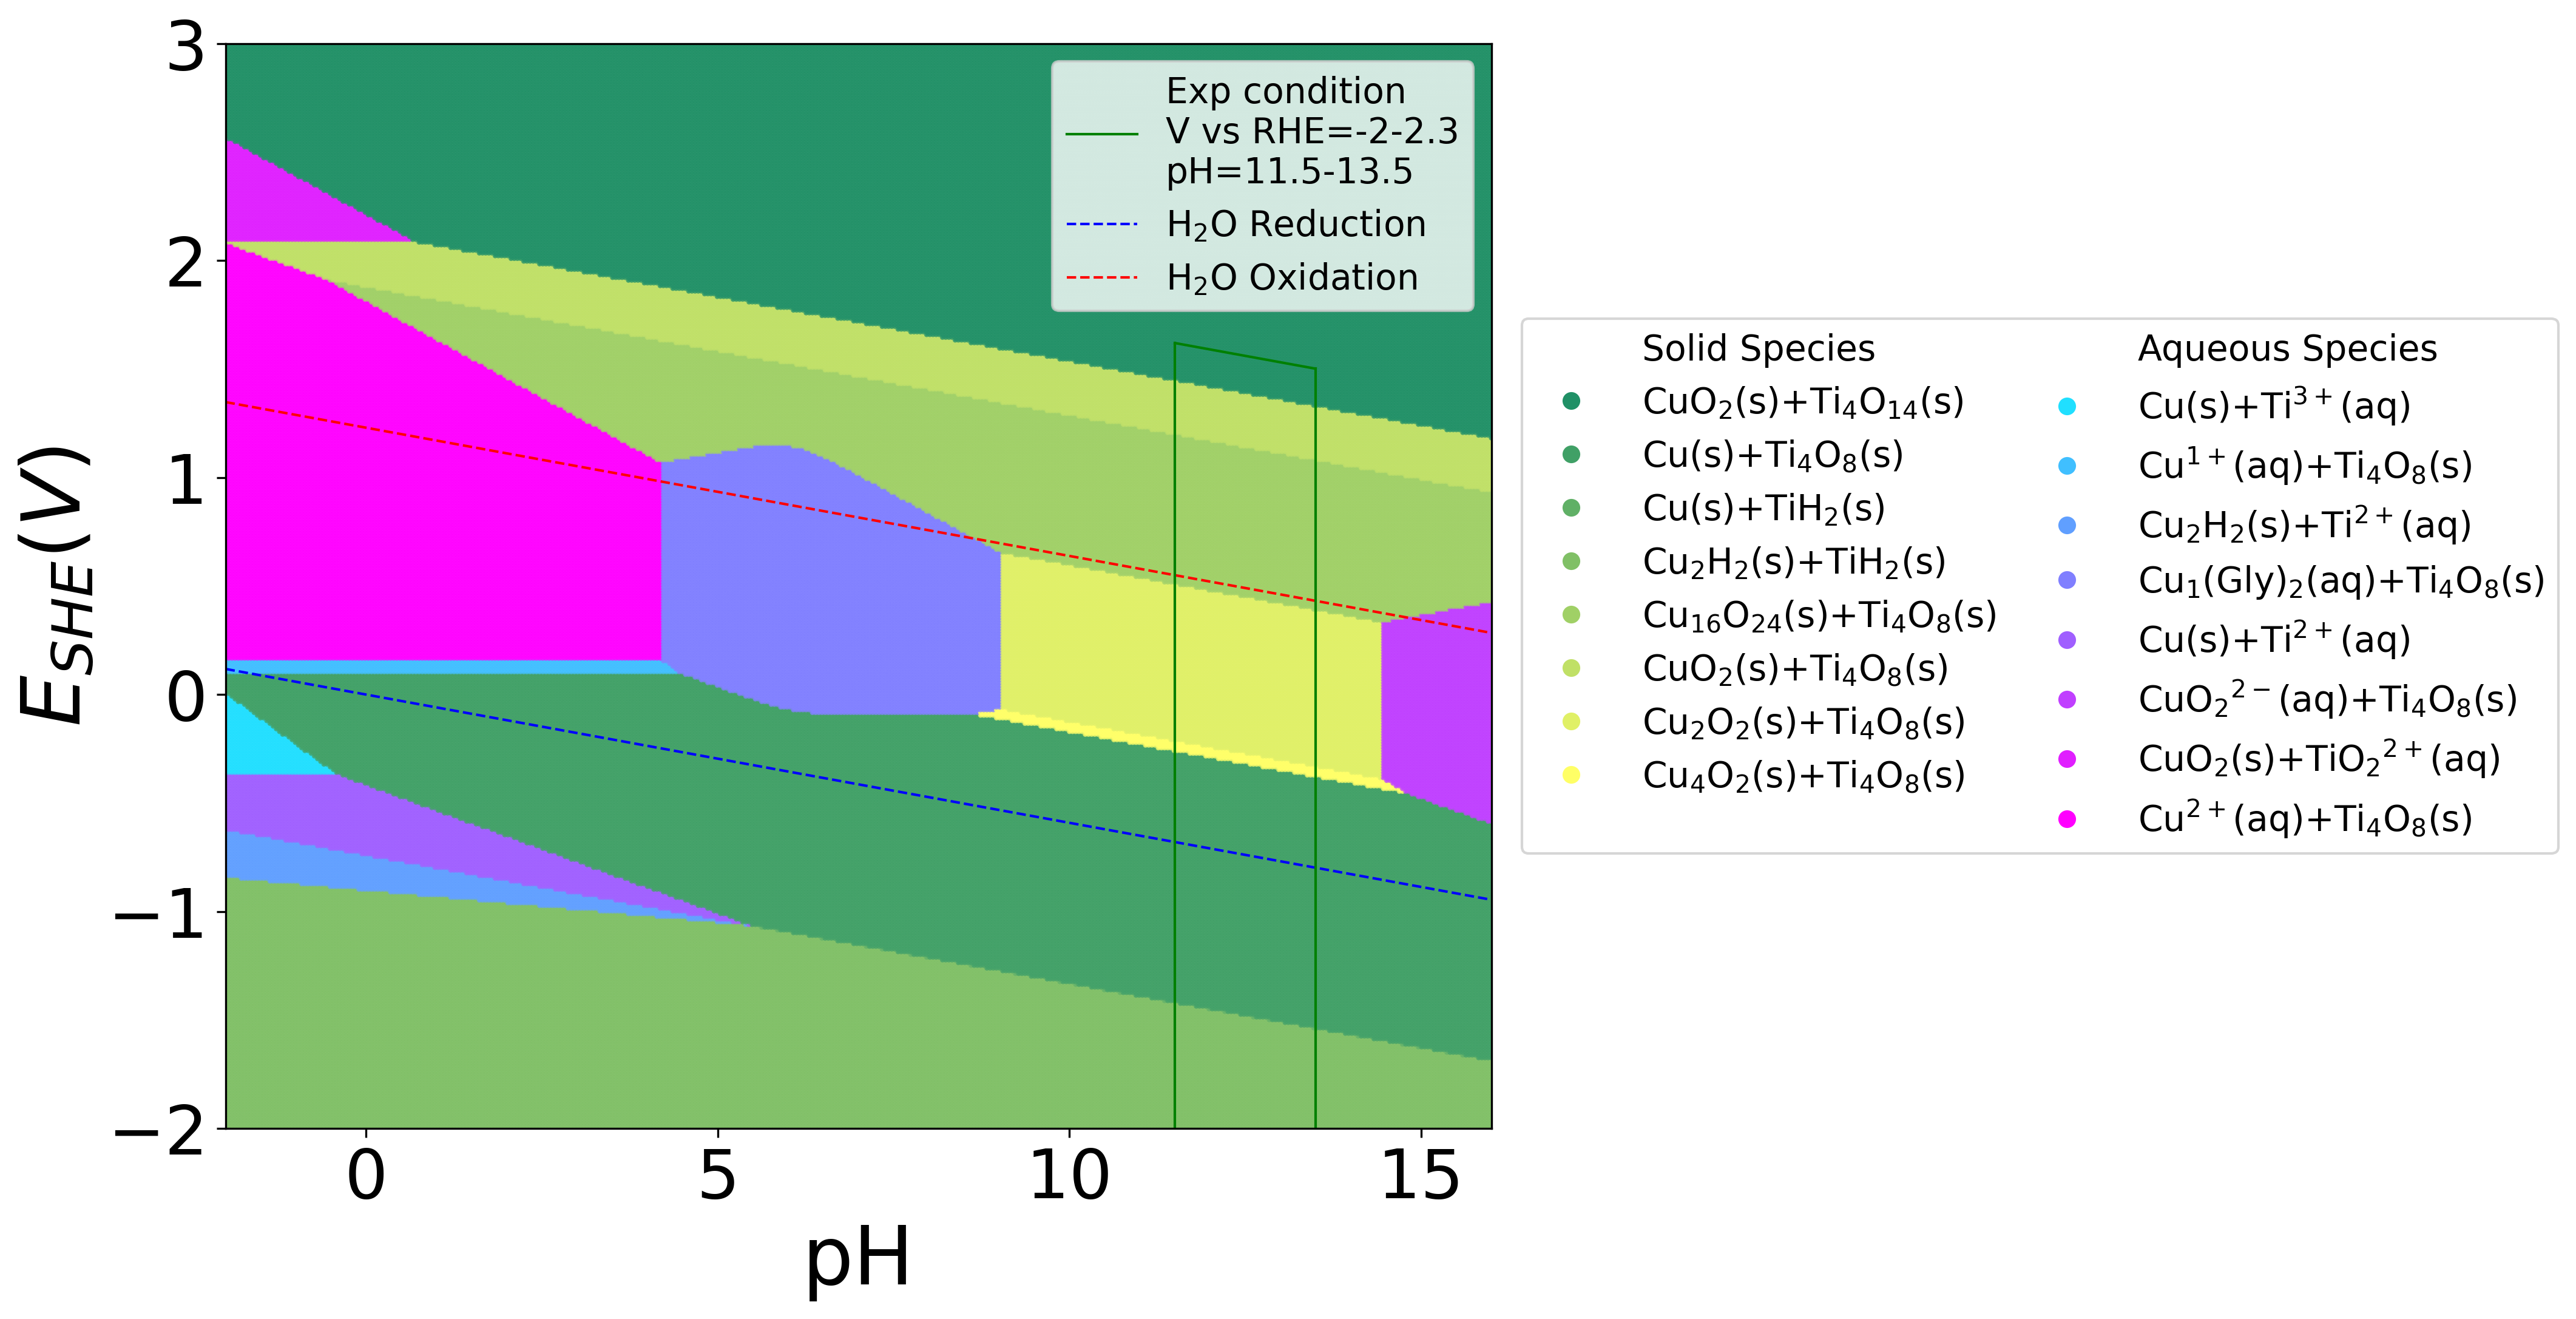 3
2
1
0
−1
−2
E_SHE(V)
0
5
10
15
pH
Exp condition
V vs RHE=-2-2.3
pH=11.5-13.5
H₂O Reduction
H₂O Oxidation
Solid Species
CuO₂(s)+Ti₄O₁₄(s)
Cu(s)+Ti₄O₈(s)
Cu(s)+TiH₂(s)
Cu₂H₂(s)+TiH₂(s)
Cu₁₆O₂₄(s)+Ti₄O₈(s)
CuO₂(s)+Ti₄O₈(s)
Cu₂O₂(s)+Ti₄O₈(s)
Cu₄O₂(s)+Ti₄O₈(s)
Aqueous Species
Cu(s)+Ti³⁺(aq)
Cu¹⁺(aq)+Ti₄O₈(s)
Cu₂H₂(s)+Ti²⁺(aq)
Cu₁(Gly)₂(aq)+Ti₄O₈(s)
Cu(s)+Ti²⁺(aq)
CuO₂²⁻(aq)+Ti₄O₈(s)
CuO₂(s)+TiO₂²⁺(aq)
Cu²⁺(aq)+Ti₄O₈(s)